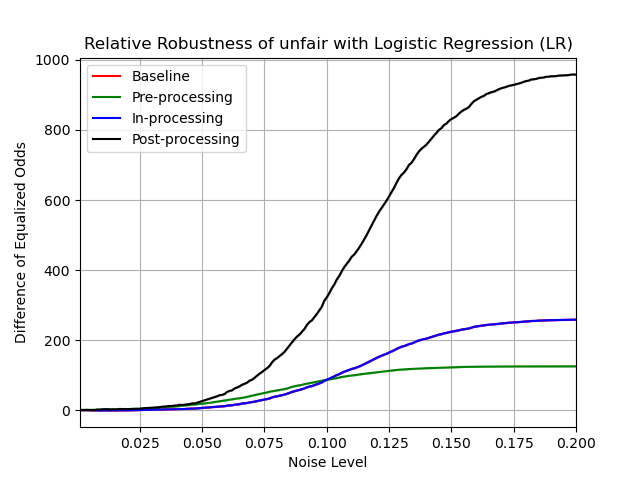 Relative Robustness of unfair with Logistic Regression (LR)
Baseline
Pre-processing
In-processing
Post-processing
Difference of Equalized Odds
1000
800
600
400
200
0
0.025 0.050 0.075 0.100 0.125 0.150 0.175 0.200
Noise Level